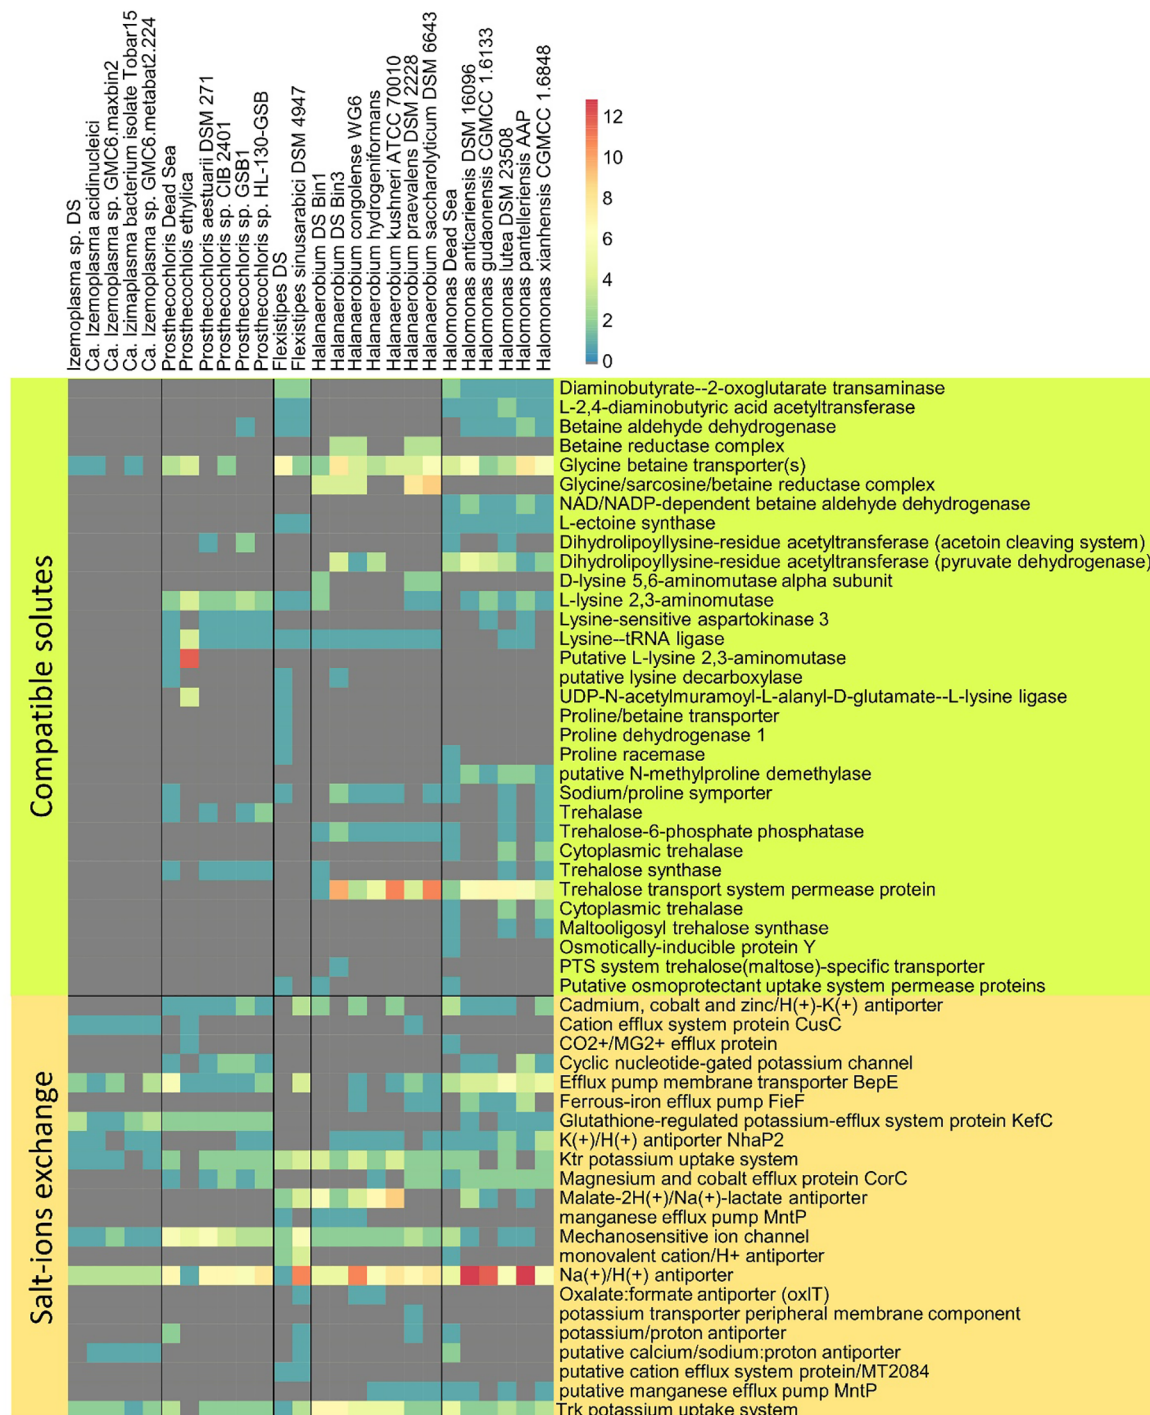 Izemoplasma sp. DS
Ca. Izemoplasma acidinucleici
Ca. Izemoplasma sp. GMC6.maxbin2
Ca. Izimaplasma bacterium isolate Tobar15
Ca. Izemoplasma sp. GMC6.metabat2.224
Prosthecochloris Dead Sea
Prosthechlois ethylica
Prosthecochloris aestuarii DSM 271
Prosthecochloris sp. CIB 2401
Prosthecochloris sp. GSB1
Prosthecochloris sp. HL-130-GSB
Flexistipes DS
Flexistipes sinusarabici DSM 4947
Halanaerobium DS Bin1
Halanaerobium DS Bin3
Halanaerobium congolense WG6
Halanaerobium hydrogeniformans
Halanaerobium kushneri ATCC 70010
Halanaerobium praevalens DSM 2228
Halanaerobium saccharolyticum DSM 6643
Halomonas Dead Sea
Halomonas anticariensis DSM 16096
Halomonas gudaonensis CGMCC 1.6133
Halomonas lutea DSM 23508
Halomonas pantelleriensis AAP
Halomonas xianhensis CGMCC 1.6848
12
10
8
6
4
2
0
Compatible solutes
Diaminobutyrate--2-oxoglutarate transaminase
L-2,4-diaminobutyric acid acetyltransferase
Betaine aldehyde dehydrogenase
Betaine reductase complex
Glycine betaine transporter(s)
Glycine/sarcosine/betaine reductase complex
NAD/NADP-dependent betaine aldehyde dehydrogenase
L-ectoine synthase
Dihydrolipoyllysine-residue acetyltransferase (acetoin cleaving system)
Dihydrolipoyllysine-residue acetyltransferase (pyruvate dehydrogenase)
D-lysine 5,6-aminomutase alpha subunit
L-lysine 2,3-aminomutase
Lysine-sensitive aspartokinase 3
Lysine--tRNA ligase
Putative L-lysine 2,3-aminomutase
putative lysine decarboxylase
UDP-N-acetylmuramoyl-L-alanyl-D-glutamate--L-lysine ligase
Proline/betaine transporter
Proline dehydrogenase 1
Proline racemase
putative N-methylproline demethylase
Sodium/proline symporter
Trehalase
Trehalose-6-phosphate phosphatase
Cytoplasmic trehalase
Trehalose synthase
Trehalose transport system permease protein
Cytoplasmic trehalase
Maltooligosyl trehalose synthase
Osmotically-inducible protein Y
PTS system trehalose(maltose)-specific transporter
Putative osmoprotectant uptake system permease proteins
Salt-ions exchange
Cadmium, cobalt and zinc/H(+)-K(+) antiporter
Cation efflux system protein CusC
CO2+/MG2+ efflux protein
Cyclic nucleotide-gated potassium channel
Efflux pump membrane transporter BepE
Ferrous-iron efflux pump FieF
Glutathione-regulated potassium-efflux system protein KefC
K(+)/H(+) antiporter NhaP2
Ktr potassium uptake system
Magnesium and cobalt efflux protein CorC
Malate-2H(+)/Na(+)-lactate antiporter
manganese efflux pump MntP
Mechanosensitive ion channel
monovalent cation/H+ antiporter
Na(+)/H(+) antiporter
Oxalate:formate antiporter (oxlT)
potassium transporter peripheral membrane component
potassium/proton antiporter
putative calcium/sodium:proton antiporter
putative cation efflux system protein/MT2084
putative manganese efflux pump MntP
Trk potassium uptake system